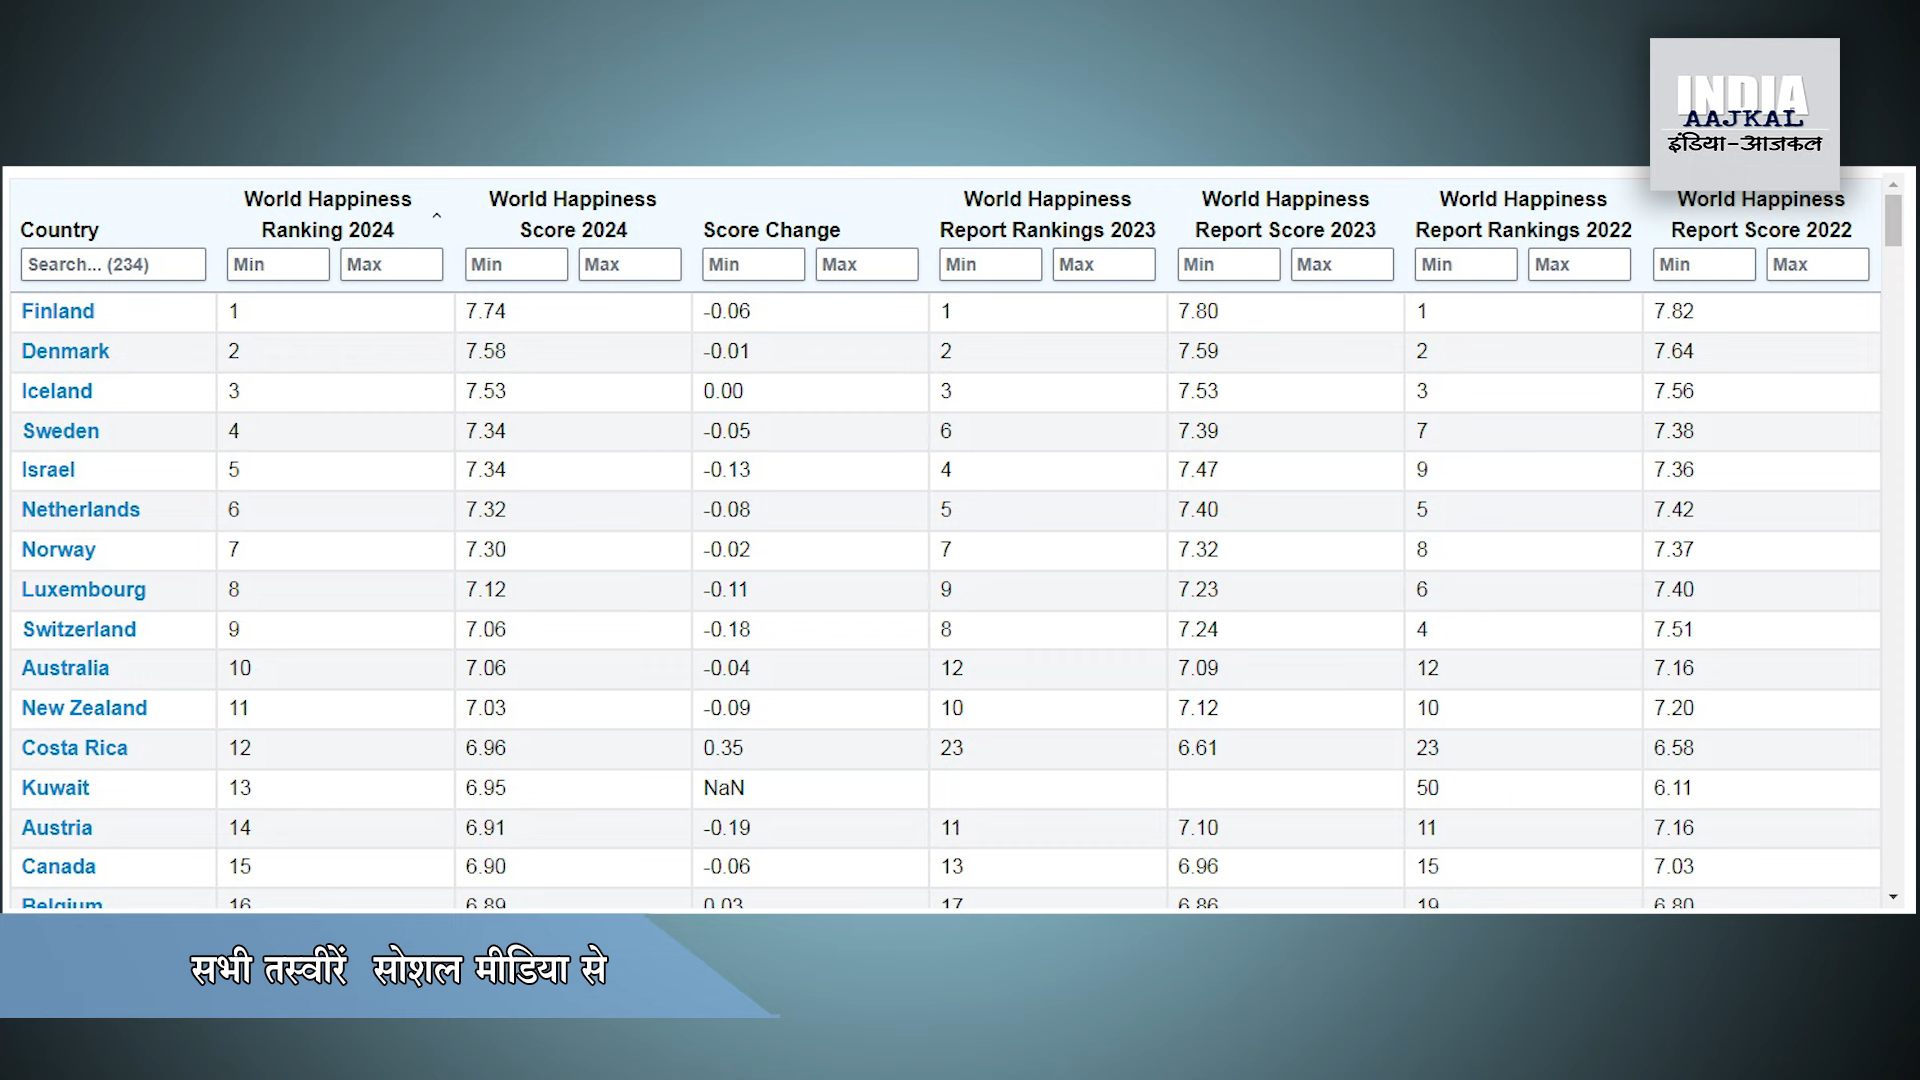 INDIA
AAJKAL
इंडिया-आजकल
Country World Happiness Ranking 2024 World Happiness Score 2024 Score Change World Happiness Report Rankings 2023 World Happiness Report Score 2023 World Happiness Report Rankings 2022 World Happiness Report Score 2022
Search... (234) Min Max Min Max Min Max Min Max Min Max Min Max Min Max
Finland 1 7.74 -0.06 1 7.80 1 7.82
Denmark 2 7.58 -0.01 2 7.59 2 7.64
Iceland 3 7.53 0.00 3 7.53 3 7.56
Sweden 4 7.34 -0.05 6 7.39 7 7.38
Israel 5 7.34 -0.13 4 7.47 9 7.36
Netherlands 6 7.32 -0.08 5 7.40 5 7.42
Norway 7 7.30 -0.02 7 7.32 8 7.37
Luxembourg 8 7.12 -0.11 9 7.23 6 7.40
Switzerland 9 7.06 -0.18 8 7.24 4 7.51
Australia 10 7.06 -0.04 12 7.09 12 7.16
New Zealand 11 7.03 -0.09 10 7.12 10 7.20
Costa Rica 12 6.96 0.35 23 6.61 23 6.58
Kuwait 13 6.95 NaN 50 6.11
Austria 14 6.91 -0.19 11 7.10 11 7.16
Canada 15 6.90 -0.06 13 6.96 15 7.03
Belgium 16 6.89 0.03 17 6.86 19 6.80
सभी तस्वीरें सोशल मीडिया से